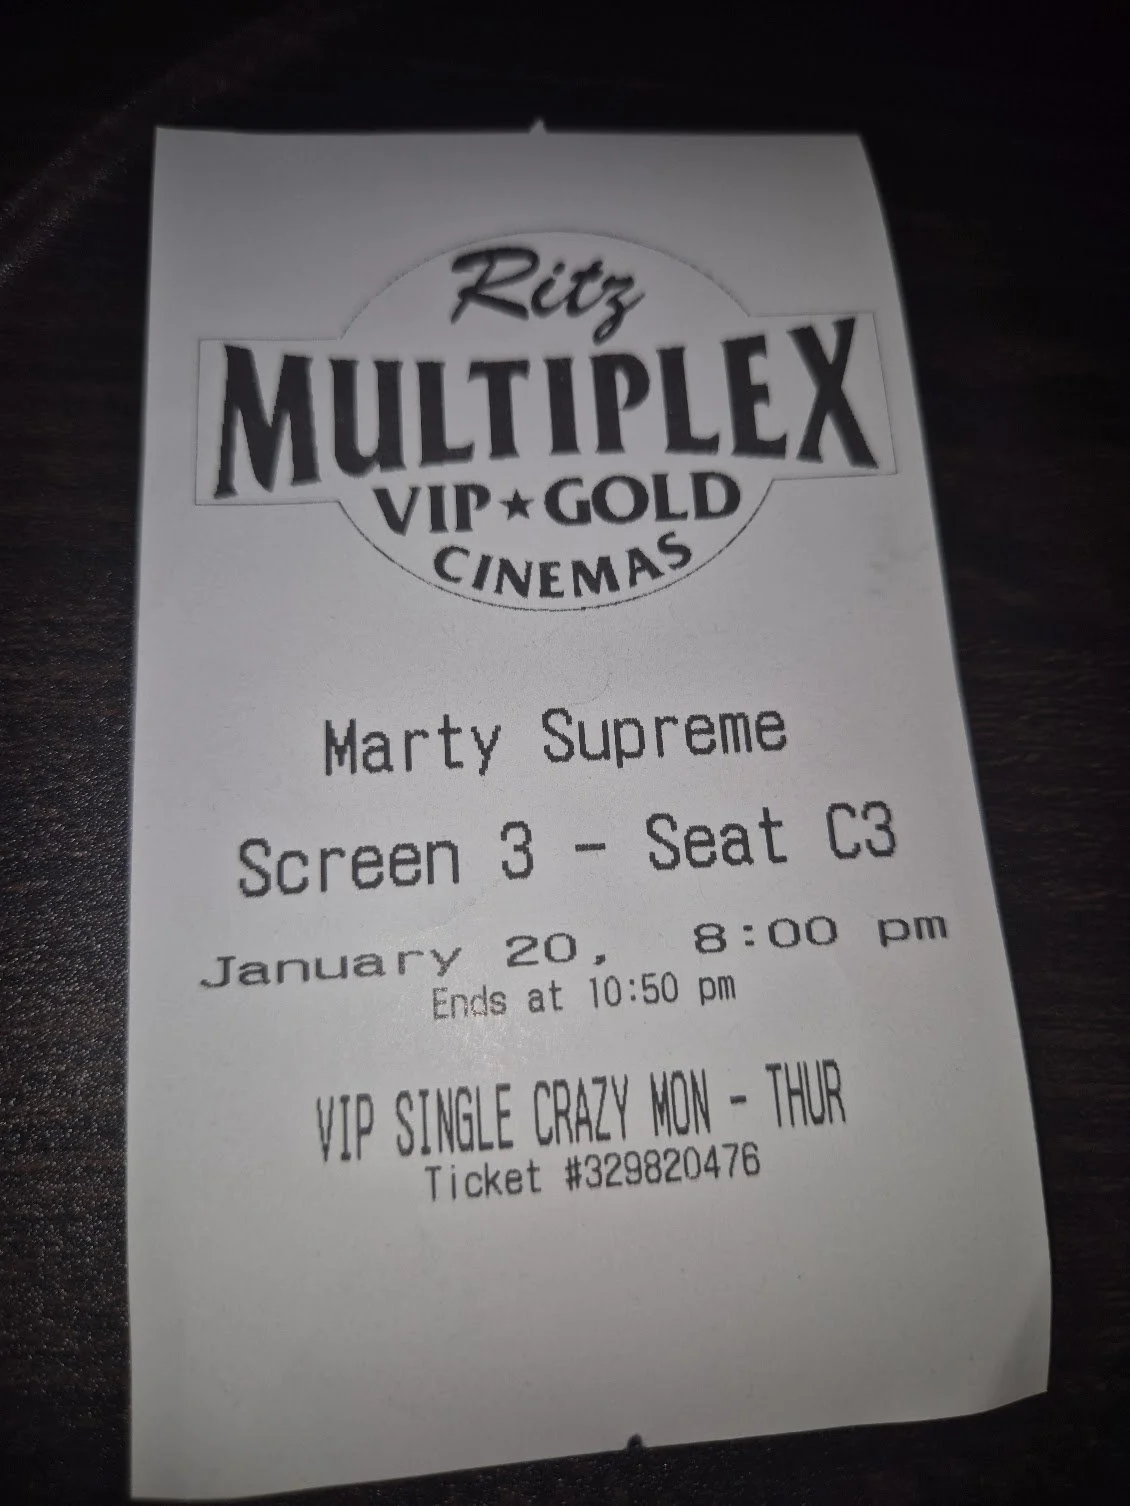 Ritz
MULTIPLEX
VIP★GOLD
CINEMAS
Marty Supreme
Screen 3 - Seat C3
January 20, 8:00 pm
Ends at 10:50 pm
VIP SINGLE CRAZY MON - THUR
Ticket #329820476